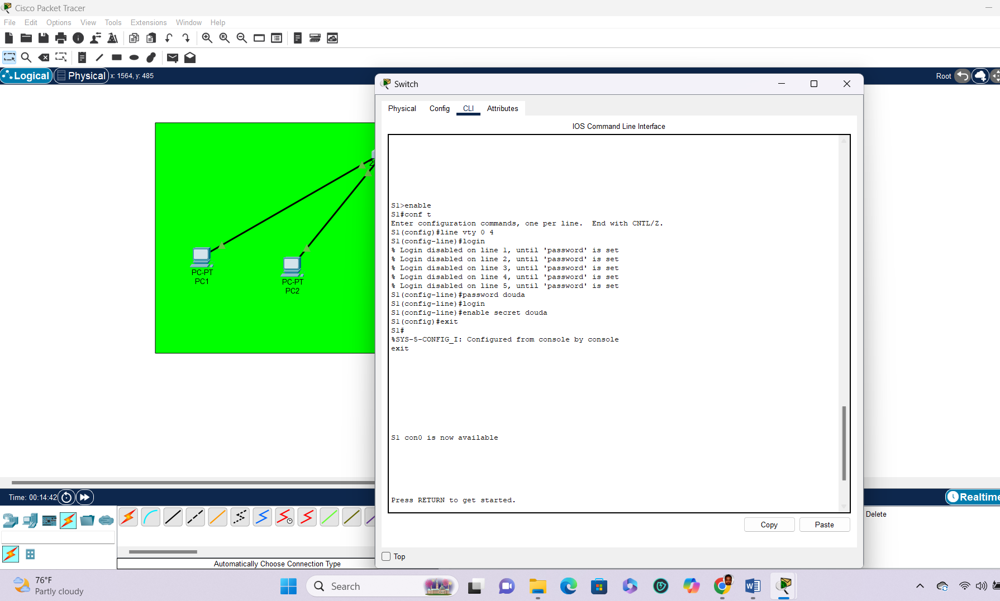 Cisco Packet Tracer
File Edit Options View Tools Extensions Window Help
Logical Physical x: 1564, y: 485
Root
Switch
Physical Config CLI Attributes
IOS Command Line Interface
S1>enable
S1#conf t
Enter configuration commands, one per line.  End with CNTL/Z.
S1(config)#line vty 0 4
S1(config-line)#login
% Login disabled on line 1, until 'password' is set
% Login disabled on line 2, until 'password' is set
% Login disabled on line 3, until 'password' is set
% Login disabled on line 4, until 'password' is set
% Login disabled on line 5, until 'password' is set
S1(config-line)#password douda
S1(config-line)#login
S1(config-line)#enable secret douda
S1(config)#exit
S1#
%SYS-5-CONFIG_I: Configured from console by console
exit
S1 con0 is now available
Press RETURN to get started.
Copy Paste
Top
PC-PT
PC1
PC-PT
PC2
Time: 00:14:42
Realtime
Delete
Automatically Choose Connection Type
76°F
Partly cloudy
Search